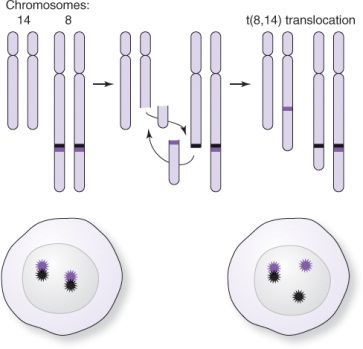 Chromosomes:
14 8
t(8,14) translocation